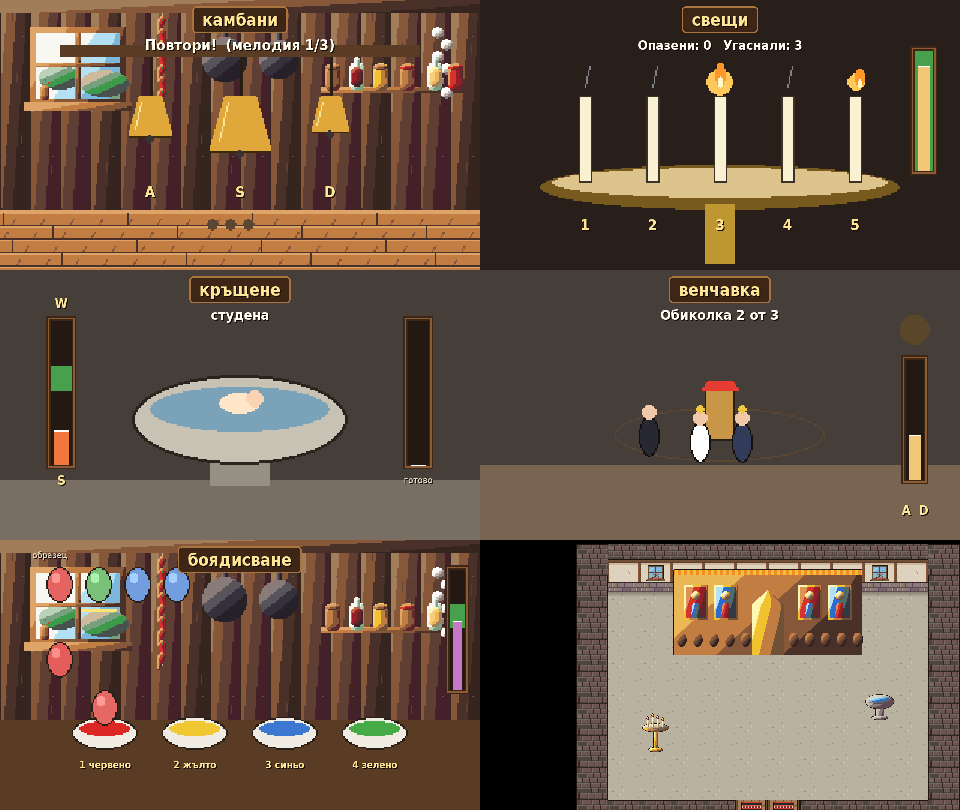 камбани
Повтори! (мелодия 1/3)
A S D
свещи
Опазени: 0 Угаснали: 3
1 2 3 4 5
кръщене
студена
W
S
готово
венчавка
Обиколка 2 от 3
A D
боядисване
образец
1 червено 2 жълто 3 синьо 4 зелено